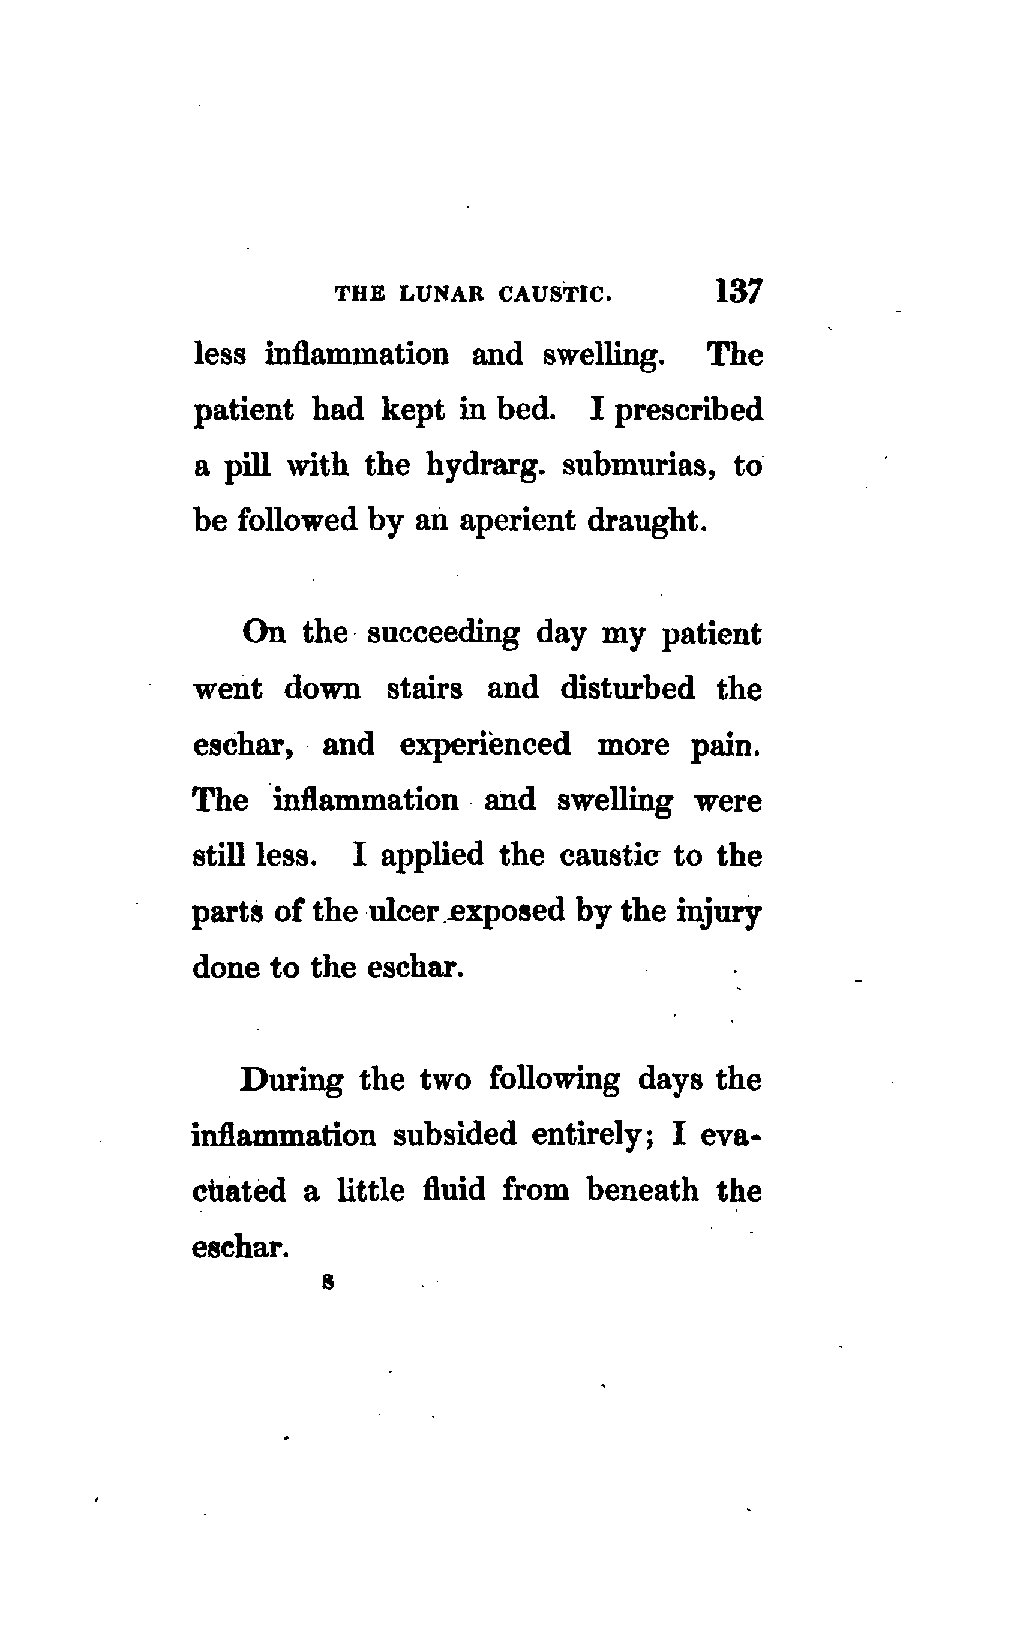 THE LUNAR CAUSTIC. 137
less inflammation and swelling. The
patient had kept in bed. I prescribed
a pill with the hydrarg. submurias, to
be followed by an aperient draught.
On the succeeding day my patient
went down stairs and disturbed the
eschar, and experienced more pain.
The inflammation and swelling were
still less. I applied the caustic to the
parts of the ulcer exposed by the injury
done to the eschar.
During the two following days the
inflammation subsided entirely; I eva-
cuated a little fluid from beneath the
eschar.
S